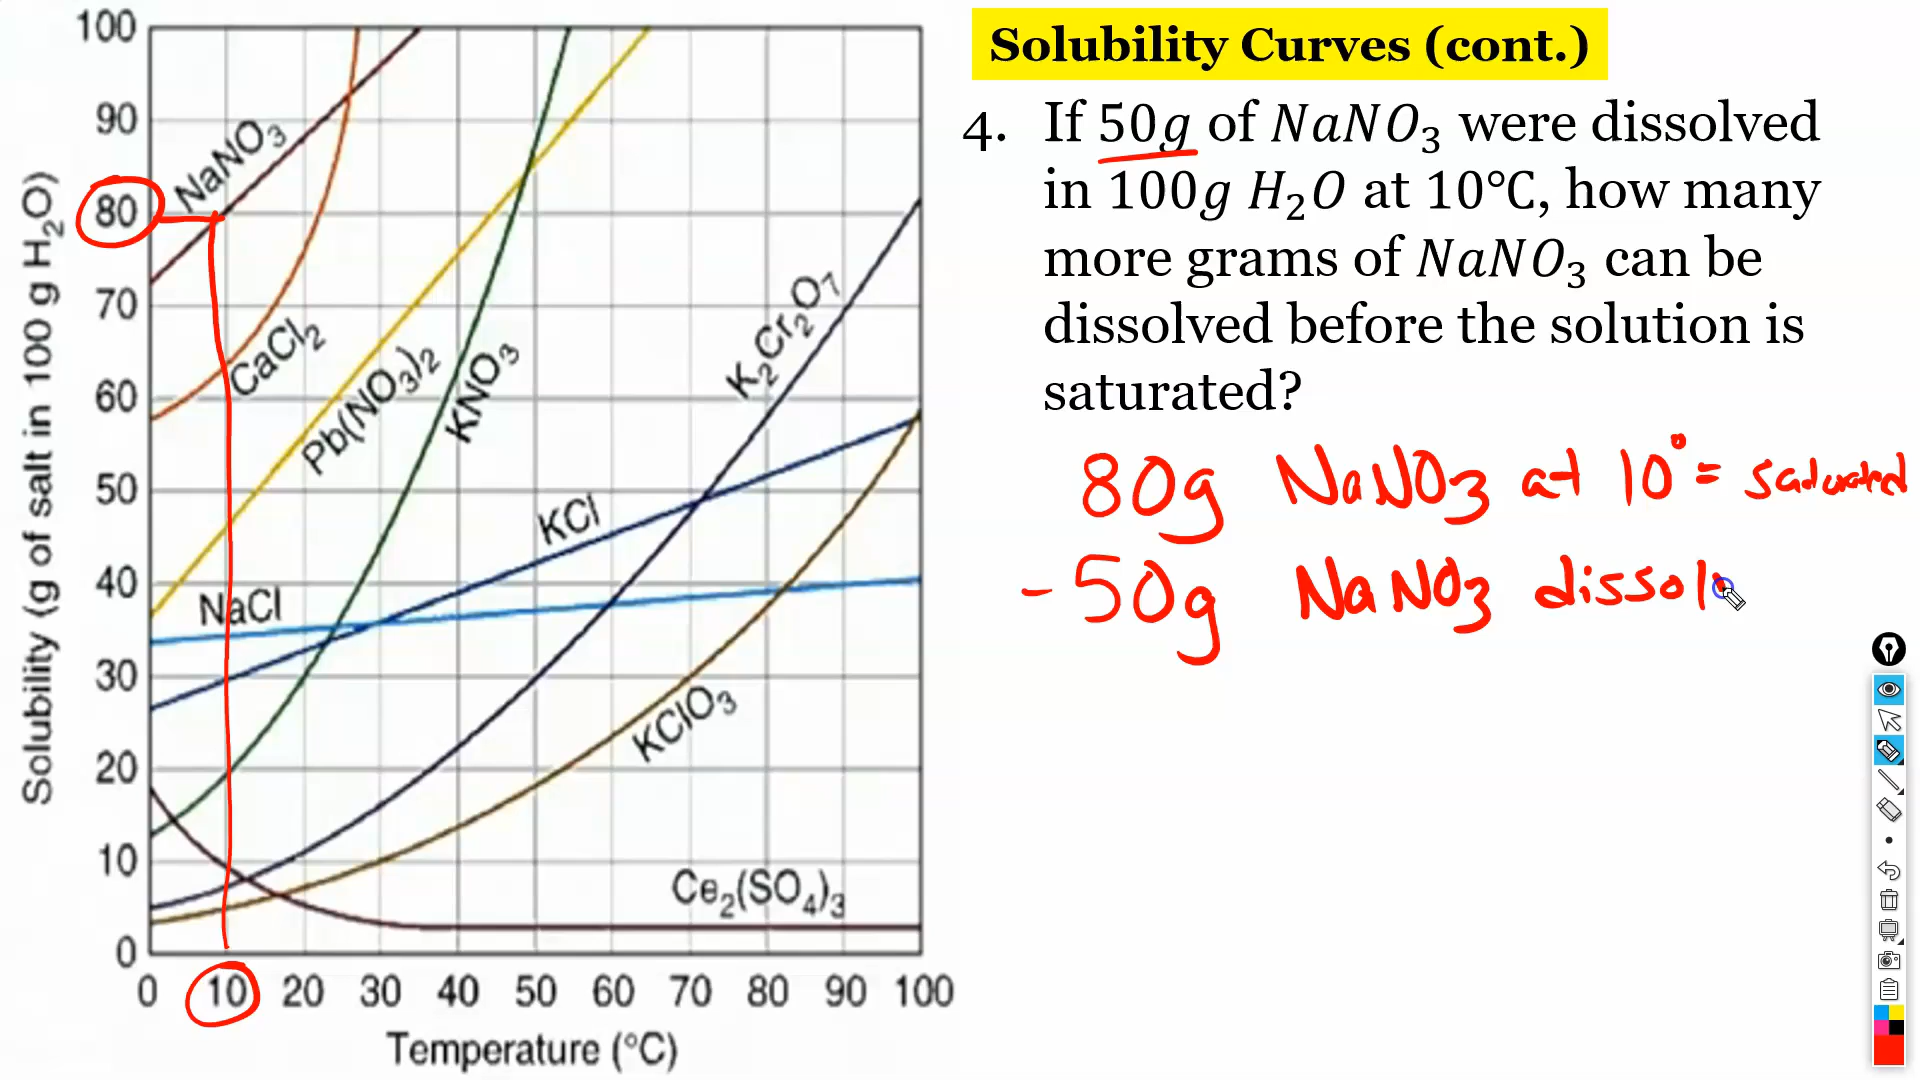 Solubility Curves (cont.)
4. If 50g of NaNO₃ were dissolved
in 100g H₂O at 10°C, how many
more grams of NaNO₃ can be
dissolved before the solution is
saturated?
80g NaNO₃ at 10° = saturated
- 50g NaNO₃ dissol
Solubility (g of salt in 100 g H₂O)
100
90
80
70
60
50
40
30
20
10
0
NaNO₃
CaCl₂
Pb(NO₃)₂
KNO₃
K₂Cr₂O₇
KCl
NaCl
KClO₃
Ce₂(SO₄)₃
0 10 20 30 40 50 60 70 80 90 100
Temperature (°C)